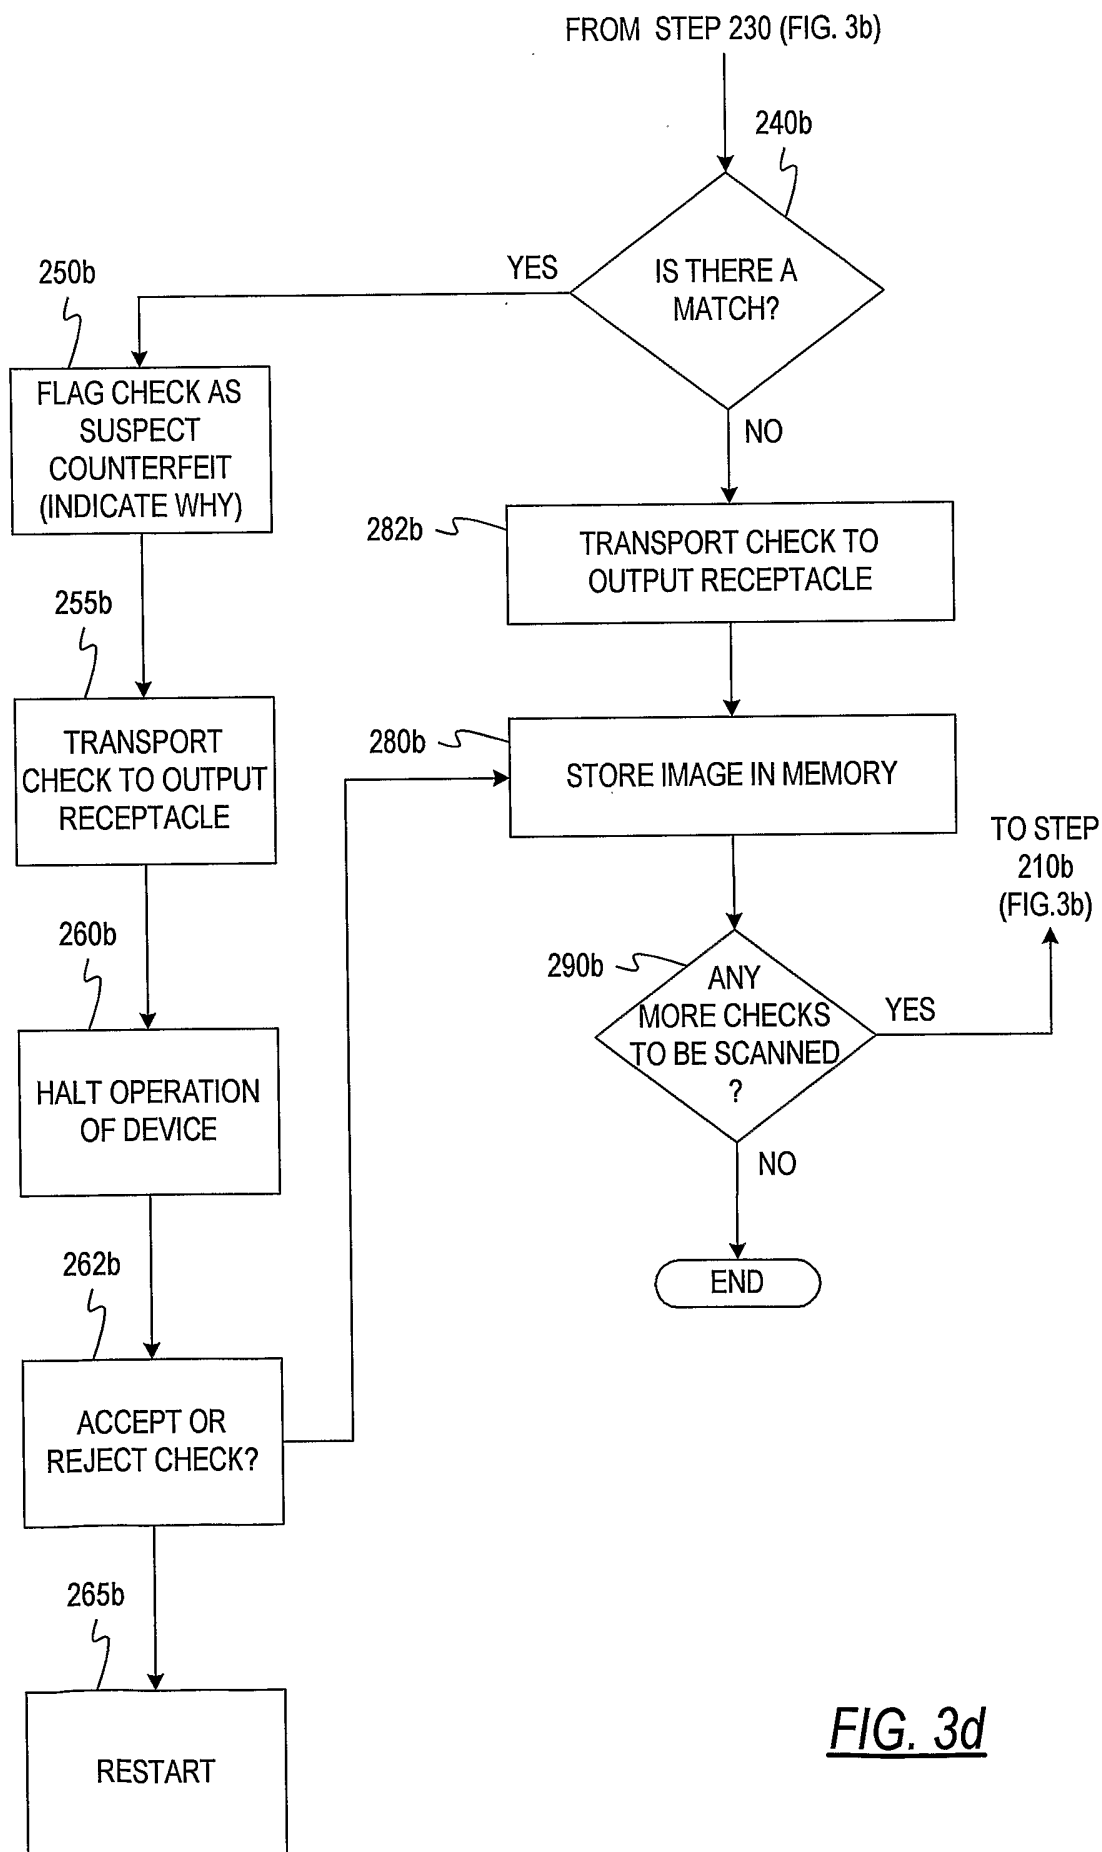 FROM STEP 230 (FIG. 3b)
240b
IS THERE A
MATCH?
YES
NO
250b
FLAG CHECK AS
SUSPECT
COUNTERFEIT
(INDICATE WHY)
255b
TRANSPORT
CHECK TO OUTPUT
RECEPTACLE
260b
HALT OPERATION
OF DEVICE
262b
ACCEPT OR
REJECT CHECK?
265b
RESTART
282b
TRANSPORT CHECK TO
OUTPUT RECEPTACLE
280b
STORE IMAGE IN MEMORY
290b
ANY
MORE CHECKS
TO BE SCANNED
?
YES
TO STEP
210b
(FIG.3b)
NO
END
FIG. 3d